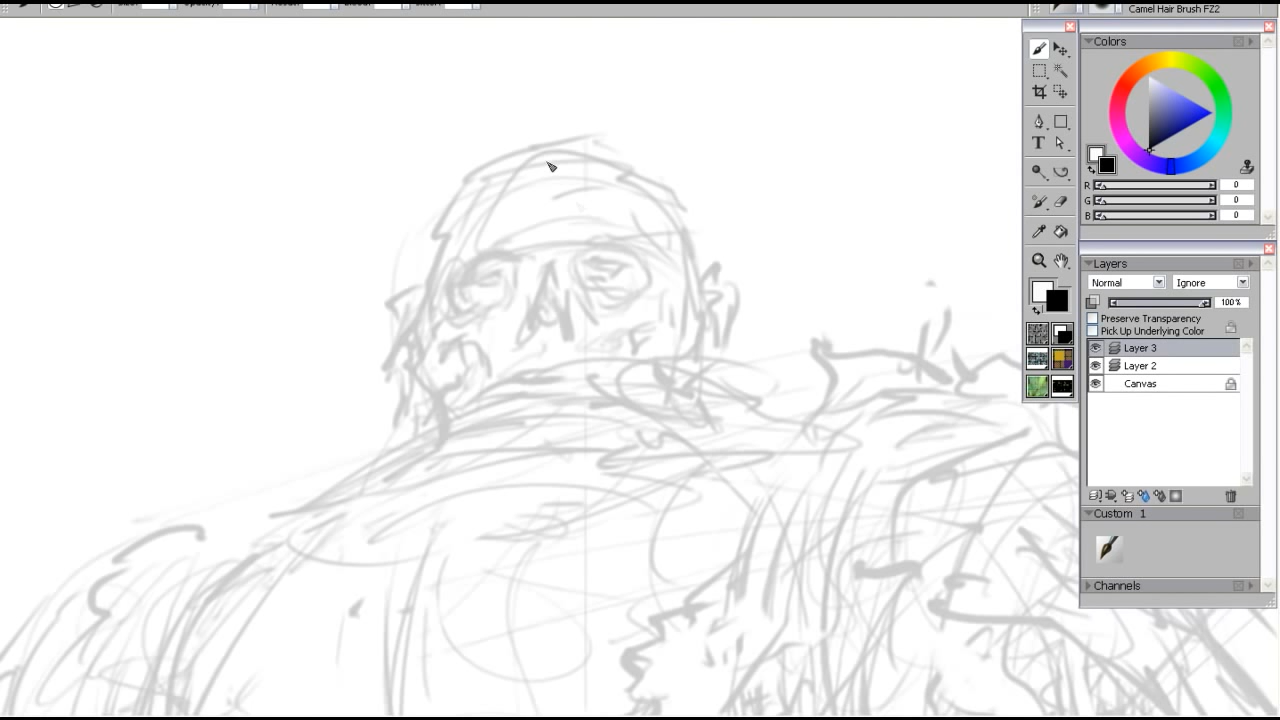 Camel Hair Brush FZ2
Colors
R 0
G 0
B 0
Layers
Normal Ignore
100%
Preserve Transparency
Pick Up Underlying Color
Layer 3
Layer 2
Canvas
Custom 1
Channels